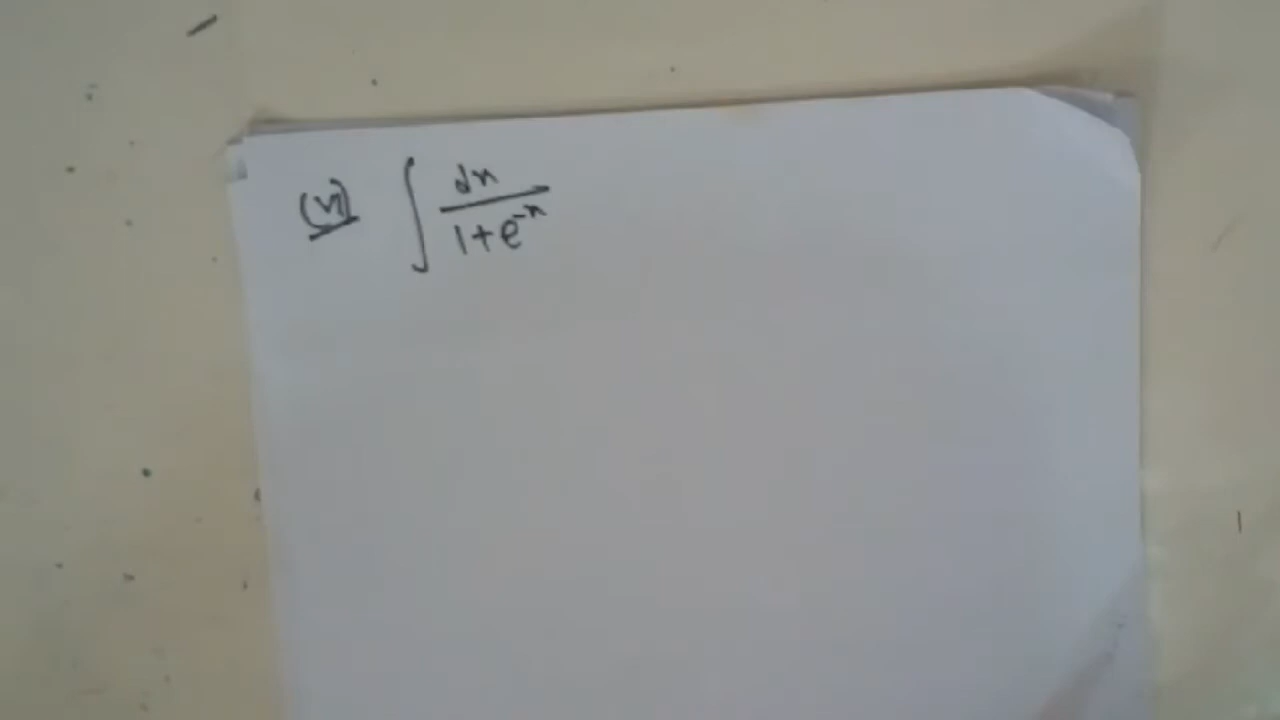 (vi) ∫ dx / (1+e^-x)